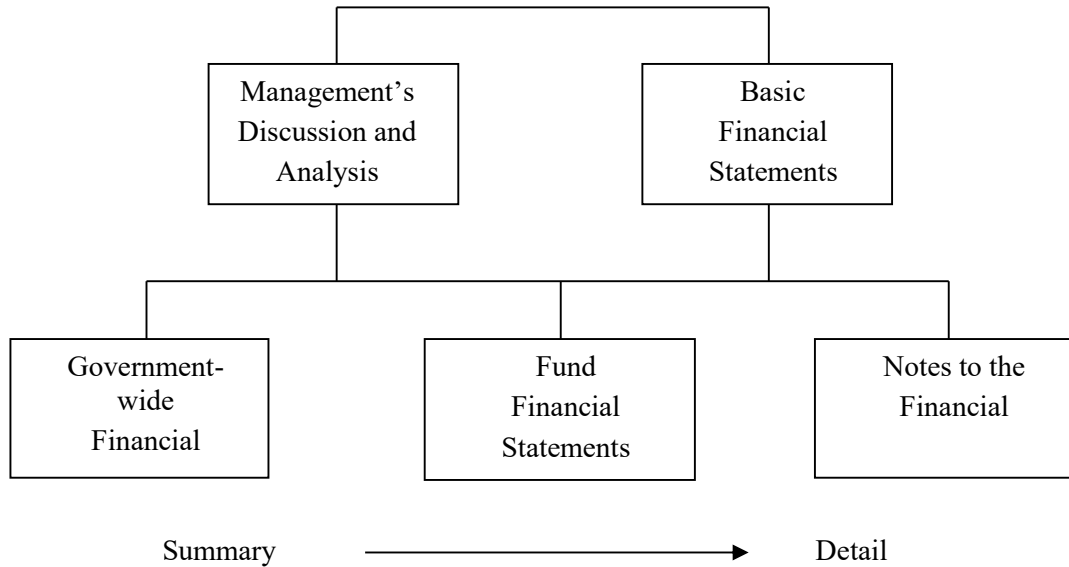 Management’s
Discussion and
Analysis
Basic
Financial
Statements
Government-
wide
Financial
Fund
Financial
Statements
Notes to the
Financial
Summary
Detail